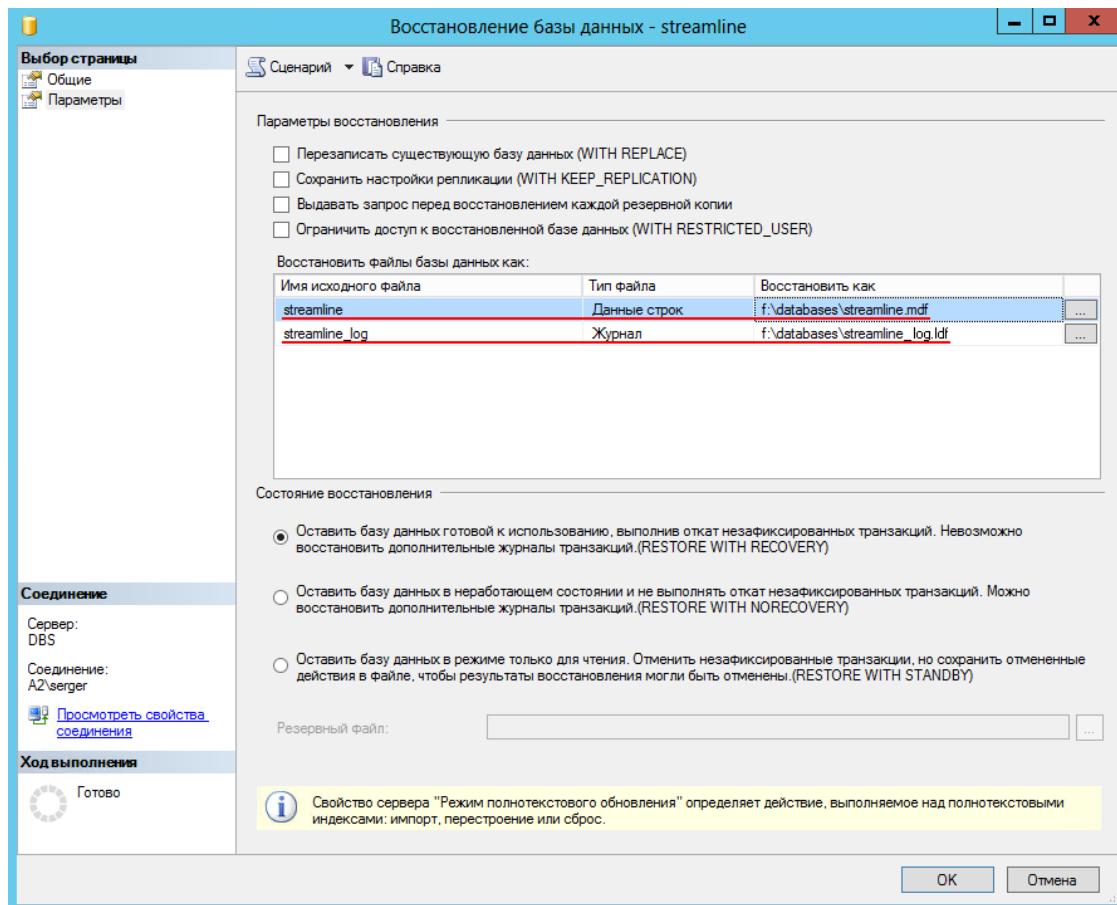 Восстановление базы данных - streamline
Выбор страницы
Общие
Параметры
Сценарий
Справка
Параметры восстановления
Перезаписать существующую базу данных (WITH REPLACE)
Сохранить настройки репликации (WITH KEEP_REPLICATION)
Выдавать запрос перед восстановлением каждой резервной копии
Ограничить доступ к восстановленной базе данных (WITH RESTRICTED_USER)
Восстановить файлы базы данных как:
Имя исходного файла Тип файла Восстановить как
streamline Данные строк f:\databases\streamline.mdf ...
streamline_log Журнал f:\databases\streamline_log.ldf ...
Состояние восстановления
Оставить базу данных готовой к использованию, выполнив откат незафиксированных транзакций. Невозможно
восстановить дополнительные журналы транзакций.(RESTORE WITH RECOVERY)
Оставить базу данных в неработающем состоянии и не выполнять откат незафиксированных транзакций. Можно
восстановить дополнительные журналы транзакций.(RESTORE WITH NORECOVERY)
Оставить базу данных в режиме только для чтения. Отменить незафиксированные транзакции, но сохранить отмененные
действия в файле, чтобы результаты восстановления могли быть отменены.(RESTORE WITH STANDBY)
Резервный файл: ...
Свойство сервера "Режим полнотекстового обновления" определяет действие, выполняемое над полнотекстовыми
индексами: импорт, перестроение или сброс.
Соединение
Сервер:
DBS
Соединение:
A2\serger
Просмотреть свойства
соединения
Ход выполнения
Готово
OK Отмена